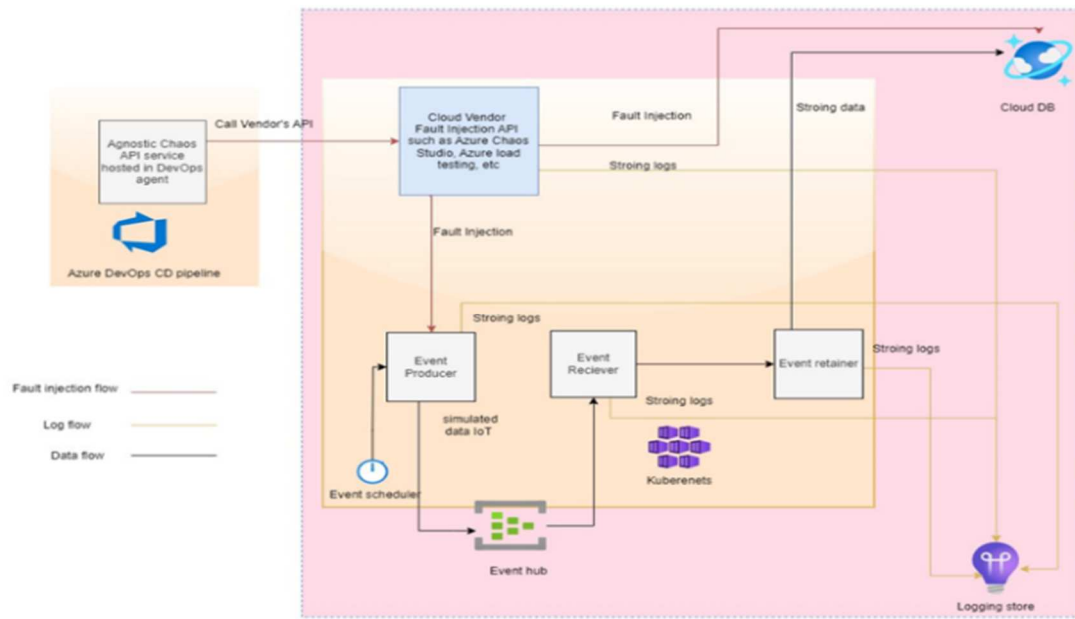 Cloud DB
Call Vendor's API
Cloud Vendor
Fault Injection API
such as Azure Chaos
Studio, Azure load
testing, etc
Fault Injection
Stroing data
Agnostic Chaos
API service
hosted in DevOps
agent
Stroing logs
Azure DevOps CD pipeline
Fault Injection
Stroing logs
Event
Producer
Event
Reciever
Event retainer
Stroing logs
Fault injection flow
Log flow
Data flow
simulated
data IoT
Stroing logs
Kuberenets
Event scheduler
Event hub
Logging store